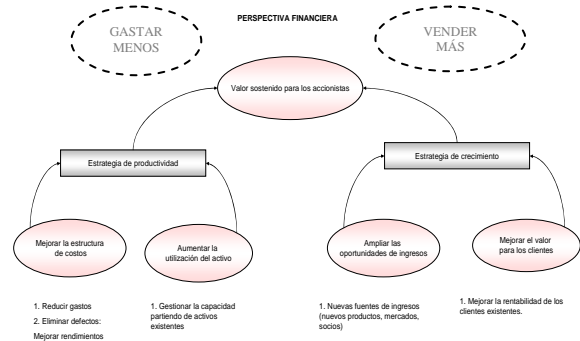 PERSPECTIVA FINANCIERA
GASTAR
MENOS
VENDER
MÁS
Valor sostenido para los accionistas
Estrategia de productividad
Estrategia de crecimiento
Mejorar la estructura
de costos
Aumentar la
utilización del activo
Ampliar las
oportunidades de ingresos
Mejorar el valor
para los clientes
1. Reducir gastos
2. Eliminar defectos:
Mejorar rendimientos
1. Gestionar la capacidad
partiendo de activos
existentes
1. Nuevas fuentes de ingresos
(nuevos productos, mercados,
socios)
1. Mejorar la rentabilidad de los
clientes existentes.